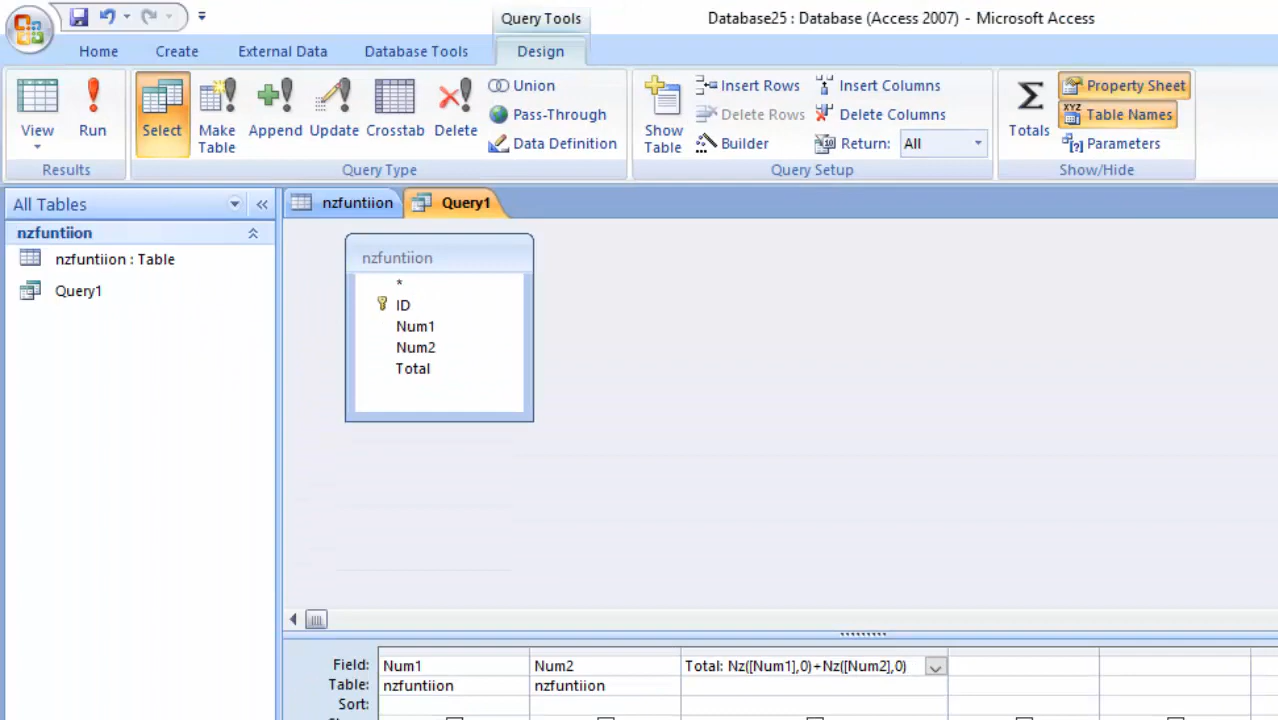 Query Tools
Database25 : Database (Access 2007) - Microsoft Access
Home Create External Data Database Tools Design
View
Run
Select
Make Table
Append
Update
Crosstab
Delete
Union
Pass-Through
Data Definition
Show Table
Insert Rows
Delete Rows
Builder
Insert Columns
Delete Columns
Return: All
Σ
Totals
Property Sheet
XYZ Table Names
[?] Parameters
Results Query Type Query Setup Show/Hide
All Tables «
nzfuntiion
nzfuntiion : Table
Query1
nzfuntiion Query1
nzfuntiion
*
ID
Num1
Num2
Total
Field: Num1 Num2 Total: Nz([Num1],0)+Nz([Num2],0)
Table: nzfuntiion nzfuntiion
Sort: